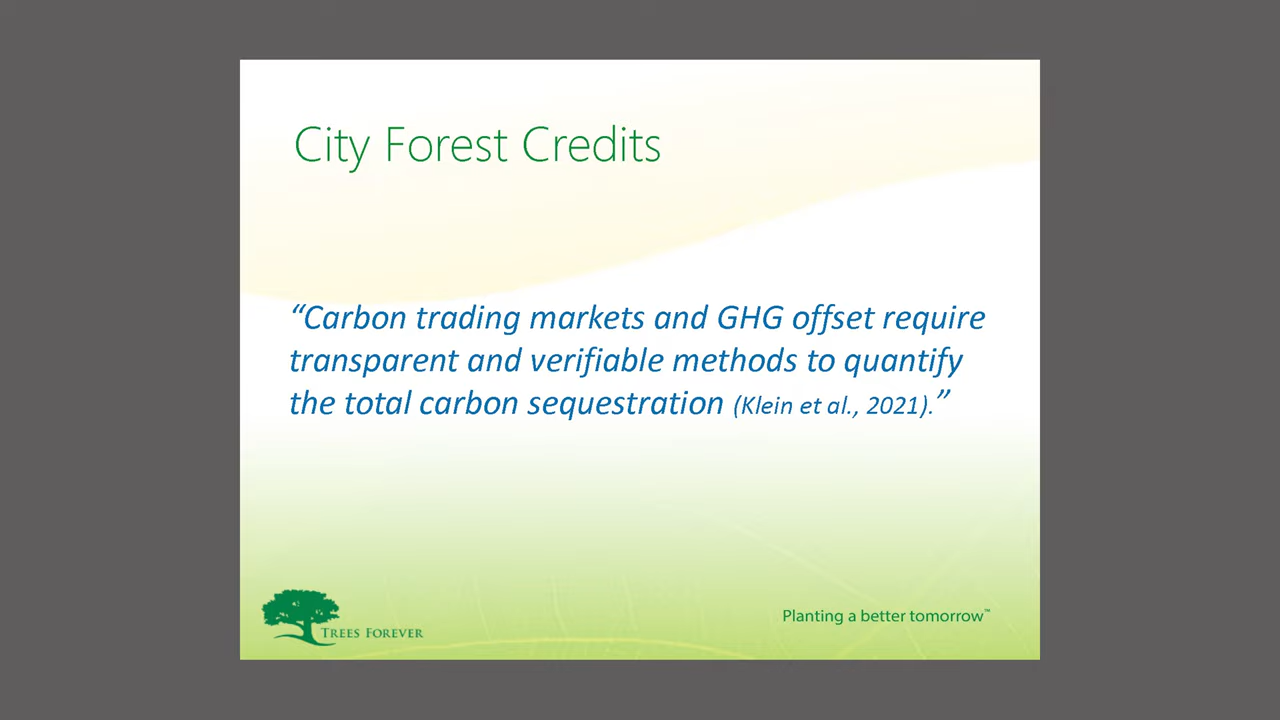 City Forest Credits
“Carbon trading markets and GHG offset require
transparent and verifiable methods to quantify
the total carbon sequestration (Klein et al., 2021).”
TREES FOREVER
Planting a better tomorrow™